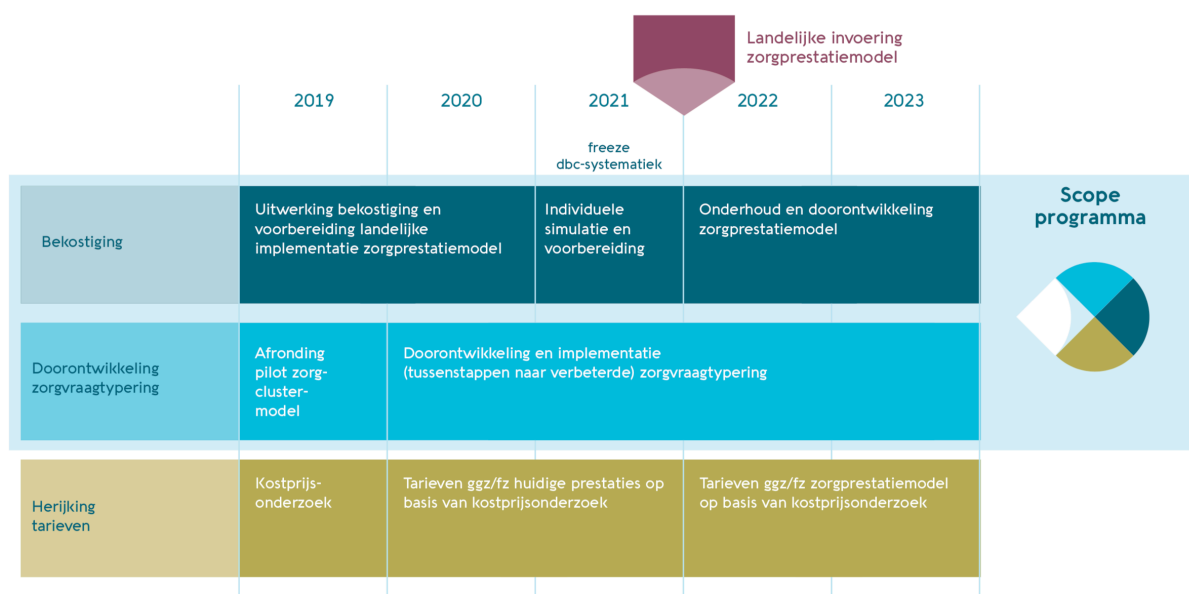 Landelijke invoering
zorgprestatiemodel
2019
2020
2021
2022
2023
freeze
dbc-systematiek
Scope
programma
Bekostiging
Uitwerking bekostiging en
voorbereiding landelijke
implementatie zorgprestatiemodel
Individuele
simulatie en
voorbereiding
Onderhoud en doorontwikkeling
zorgprestatiemodel
Doorontwikkeling
zorgvraagtypering
Afronding
pilot zorg-
cluster-
model
Doorontwikkeling en implementatie
(tussenstappen naar verbeterde) zorgvraagtypering
Herijking
tarieven
Kostprijs-
onderzoek
Tarieven ggz/fz huidige prestaties op
basis van kostprijsonderzoek
Tarieven ggz/fz zorgprestatiemodel
op basis van kostprijsonderzoek